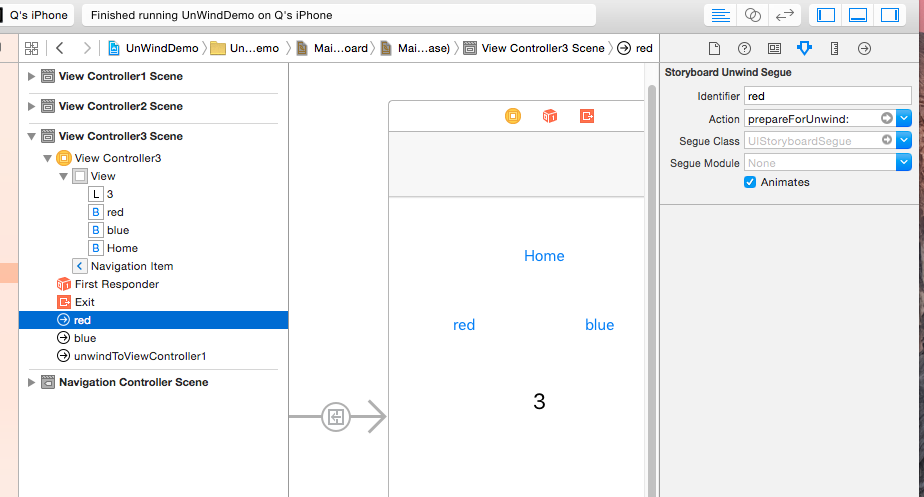 Q's iPhone
Finished running UnWindDemo on Q's iPhone
UnWindDemo
Un...emo
Mai...oard
Mai...ase)
View Controller3 Scene
red
View Controller1 Scene
View Controller2 Scene
View Controller3 Scene
View Controller3
View
L 3
B red
B blue
B Home
Navigation Item
First Responder
Exit
red
blue
unwindToViewController1
Navigation Controller Scene
Home
red
blue
3
Storyboard Unwind Segue
Identifier red
Action prepareForUnwind:
Segue Class UIStoryboardSegue
Segue Module None
Animates